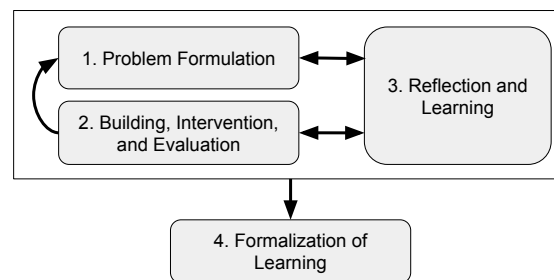 1. Problem Formulation
2. Building, Intervention,
and Evaluation
3. Reflection and
Learning
4. Formalization of
Learning